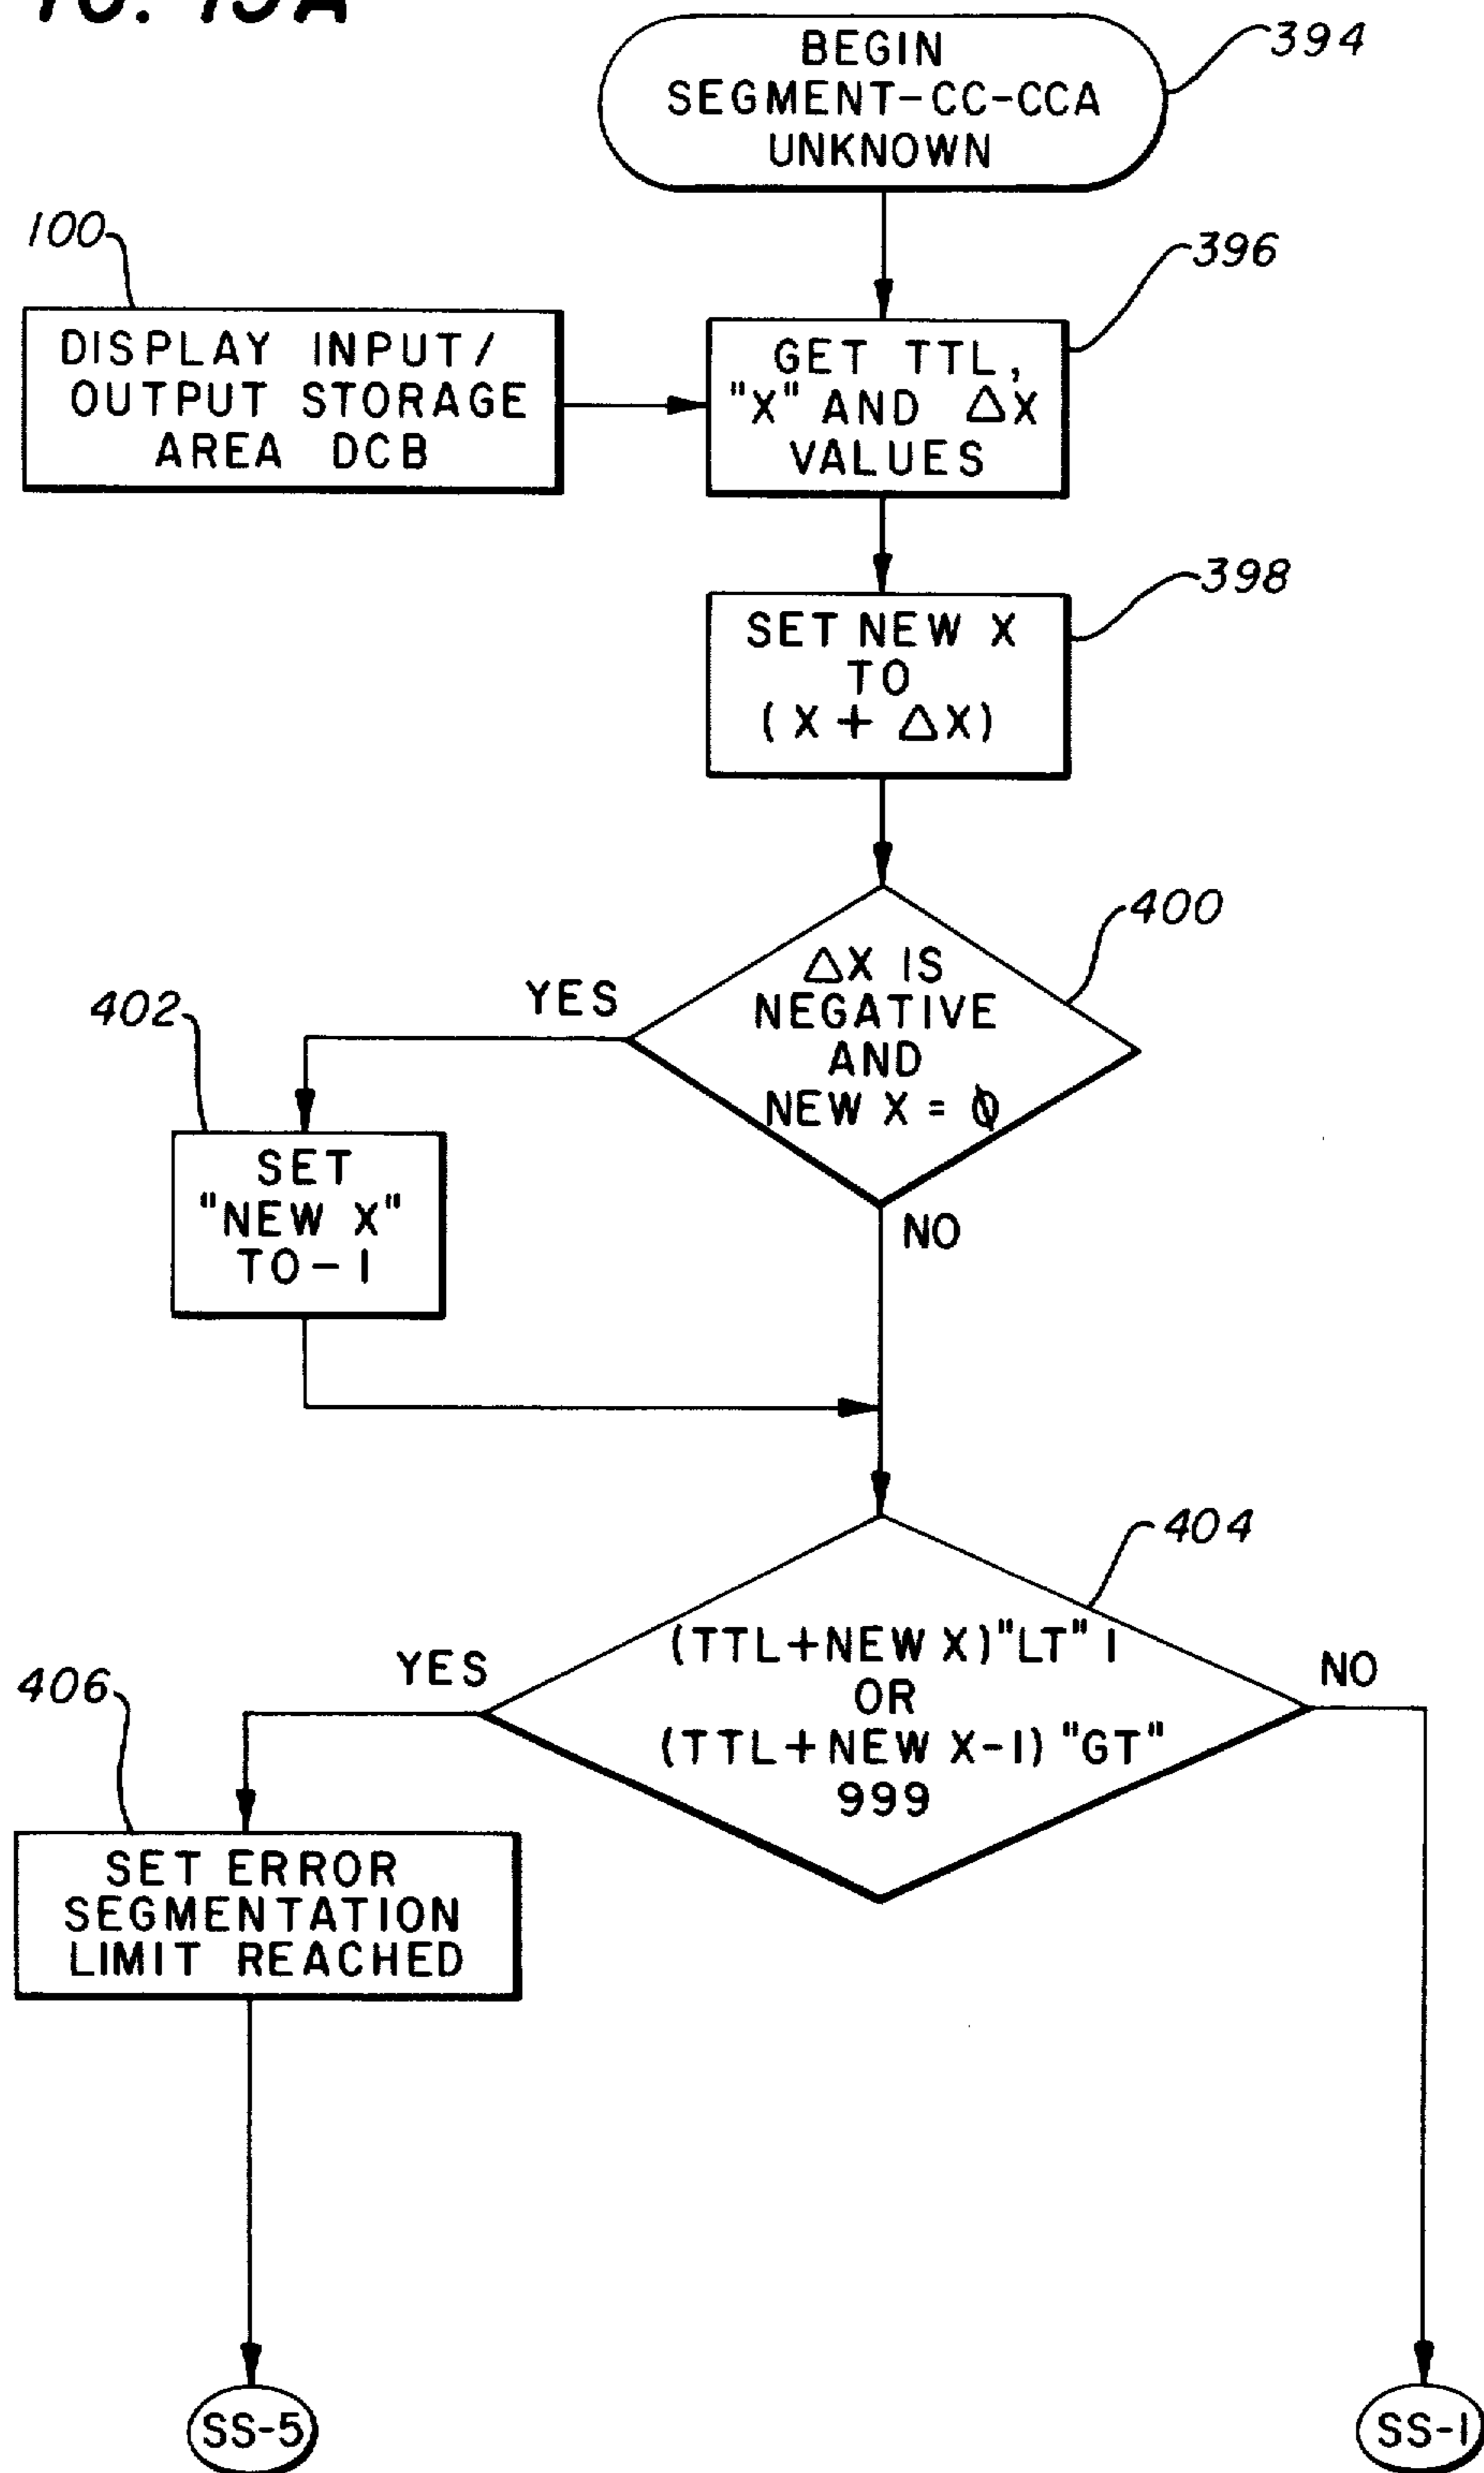 394
BEGIN
SEGMENT-CC-CCA
UNKNOWN
100
396
DISPLAY INPUT/
OUTPUT STORAGE
AREA DCB
GET TTL,
"X" AND ΔX
VALUES
398
SET NEW X
TO
(X + ΔX)
400
ΔX IS
NEGATIVE
AND
NEW X = 0
YES
NO
402
SET
"NEW X"
TO-1
404
(TTL+NEW X)"LT" 1
OR
(TTL+NEW X-1) "GT"
999
YES
NO
406
SET ERROR
SEGMENTATION
LIMIT REACHED
SS-5
SS-1